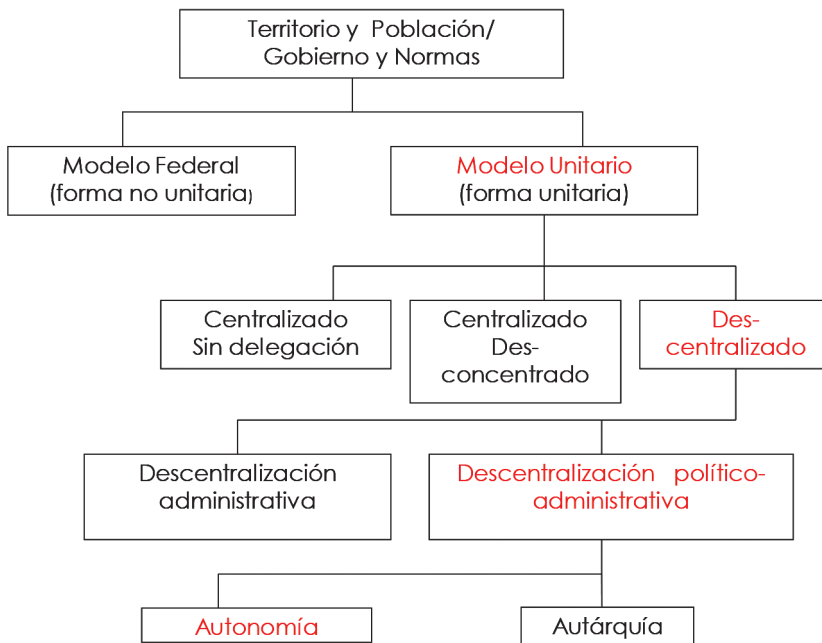 Territorio y Población/
Gobierno y Normas
Modelo Federal
(forma no unitaria)
Modelo Unitario
(forma unitaria)
Centralizado
Sin delegación
Centralizado
Des-
concentrado
Des-
centralizado
Descentralización
administrativa
Descentralización político-
administrativa
Autonomía
Autárquía